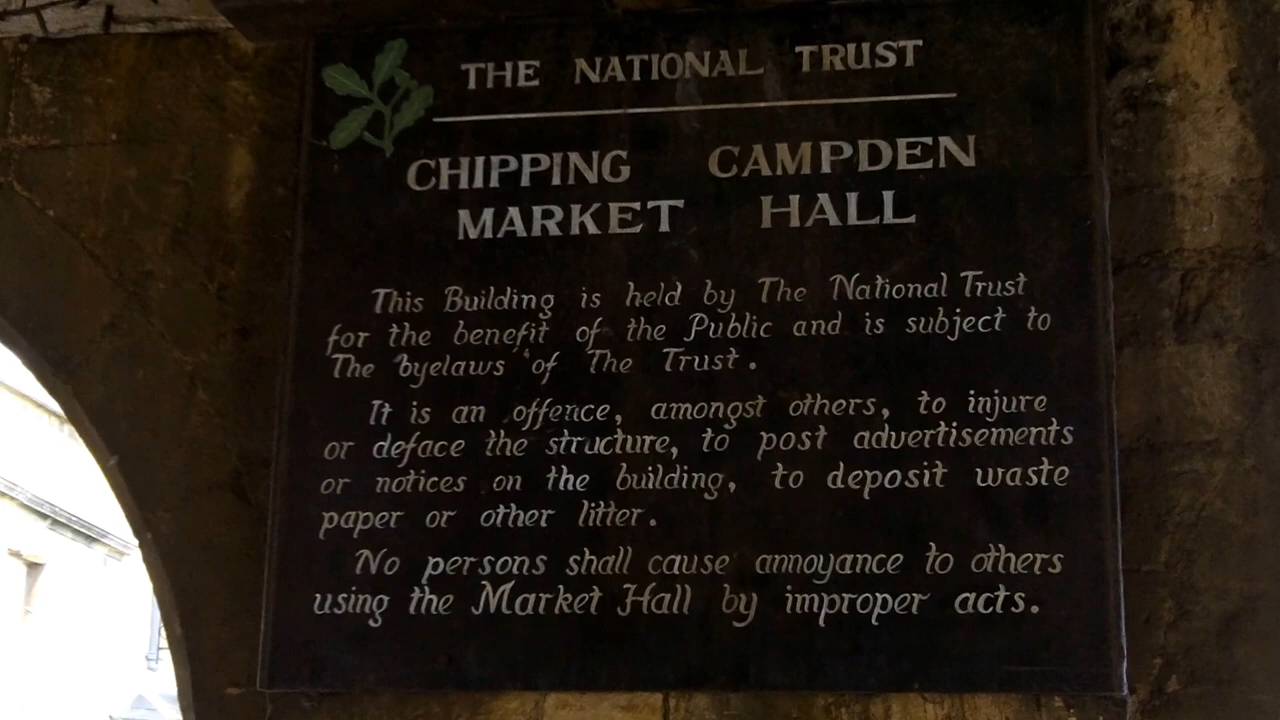 THE NATIONAL TRUST
CHIPPING CAMPDEN
MARKET HALL
This Building is held by The National Trust
for the benefit of the Public and is subject to
The byelaws of The Trust.
It is an offence, amongst others, to injure
or deface the structure, to post advertisements
or notices on the building, to deposit waste
paper or other litter.
No persons shall cause annoyance to others
using the Market Hall by improper acts.